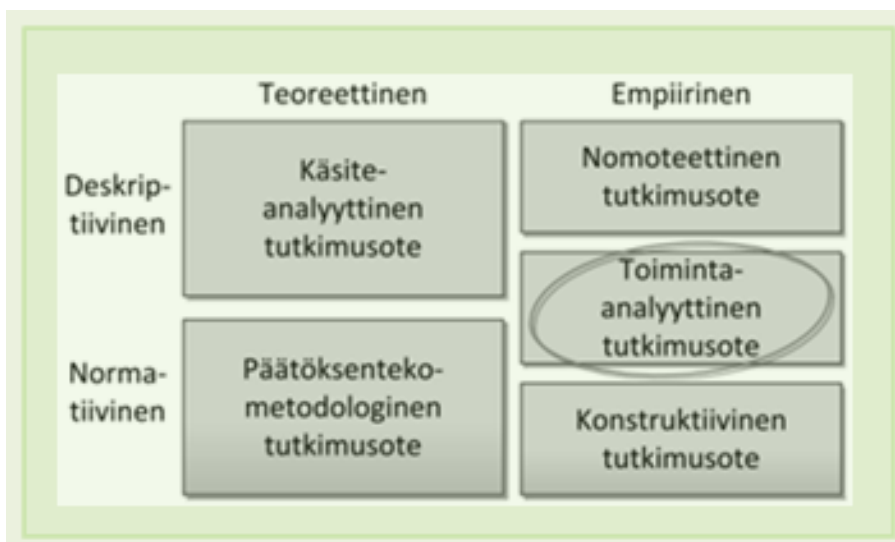 Teoreettinen
Empiirinen
Deskrip-
tiivinen
Käsite-
analyyttinen
tutkimusote
Nomoteettinen
tutkimusote
Toiminta-
analyyttinen
tutkimusote
Norma-
tiivinen
Päätöksenteko-
metodologinen
tutkimusote
Konstruktiivinen
tutkimusote